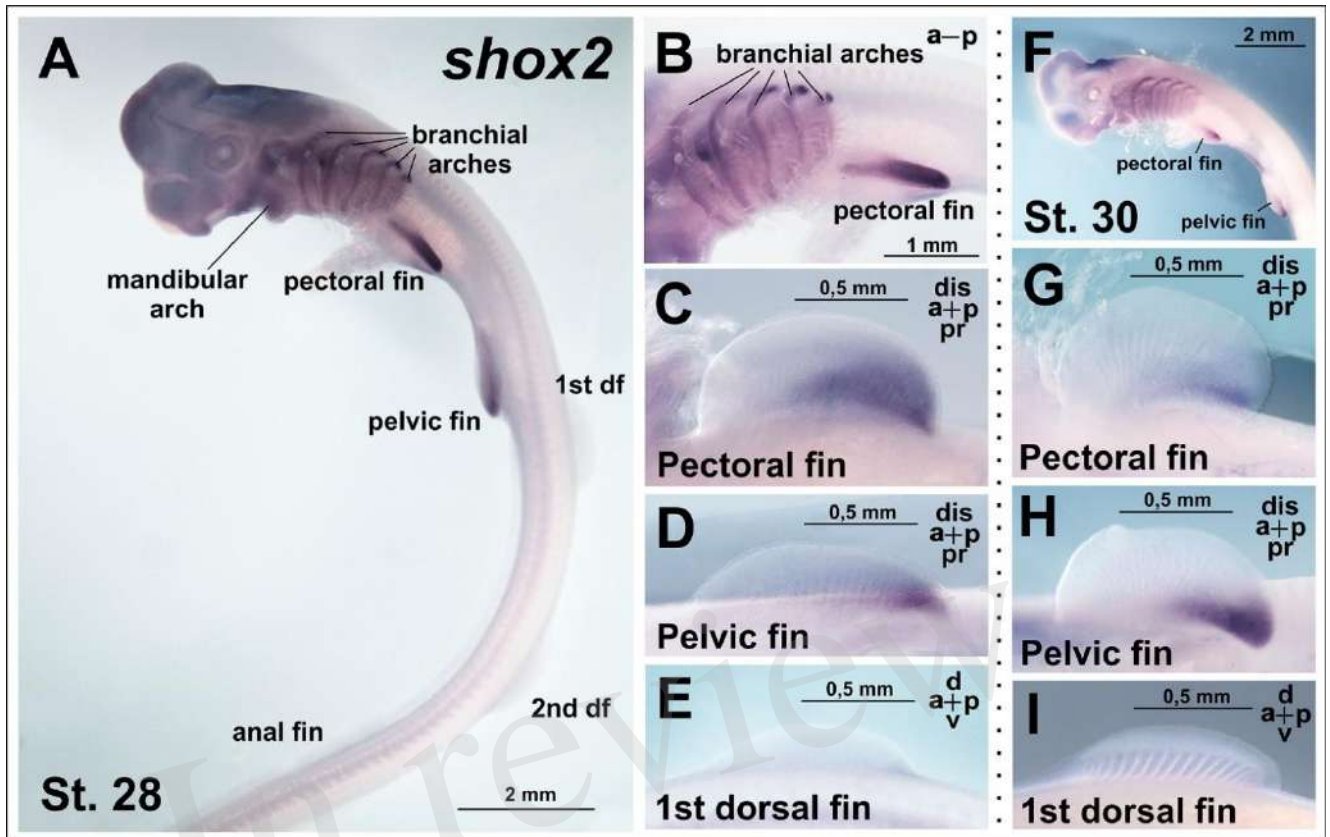 A
shox2
branchial
arches
mandibular
arch
pectoral fin
pelvic fin
1st df
2nd df
anal fin
St. 28
2 mm
B
a–p
branchial arches
pectoral fin
1 mm
C
0,5 mm
dis
a+p
pr
Pectoral fin
D
0,5 mm
dis
a+p
pr
Pelvic fin
E
0,5 mm
d
a+p
v
1st dorsal fin
F
2 mm
pectoral fin
pelvic fin
St. 30
G
0,5 mm
dis
a+p
pr
Pectoral fin
H
0,5 mm
dis
a+p
pr
Pelvic fin
I
0,5 mm
d
a+p
v
1st dorsal fin
In review